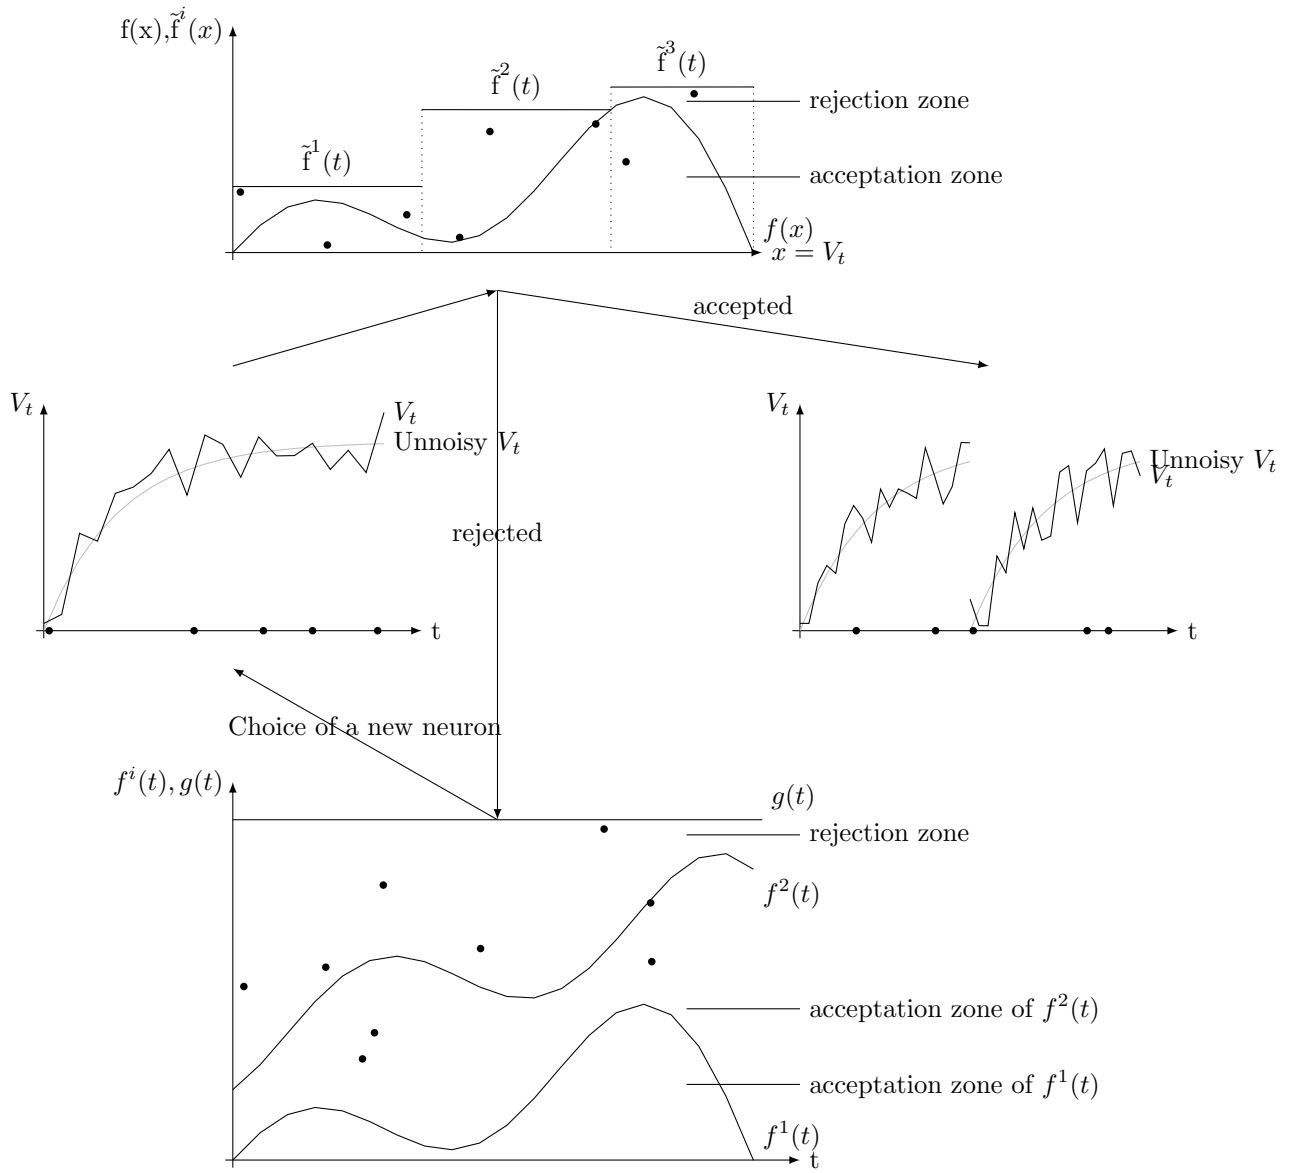 f(x),f̃^i(x)
f̃^3(t)
f̃^2(t)
rejection zone
f̃^1(t)
acceptation zone
f(x)
x = V_t
accepted
V_t
V_t
Unnoisy V_t
V_t
Unnoisy V_t
V_t
rejected
t
t
Choice of a new neuron
f^i(t), g(t)
g(t)
rejection zone
f^2(t)
acceptation zone of f^2(t)
acceptation zone of f^1(t)
f^1(t)
t